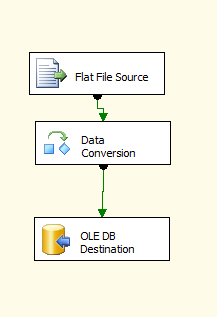 Flat File Source
Data
Conversion
OLE DB
Destination